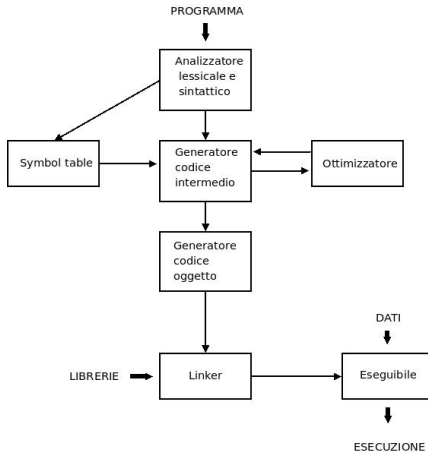 PROGRAMMA
Analizzatore
lessicale e
sintattico
Symbol table
Generatore
codice
intermedio
Ottimizzatore
Generatore
codice
oggetto
DATI
LIBRERIE
Linker
Eseguibile
ESECUZIONE